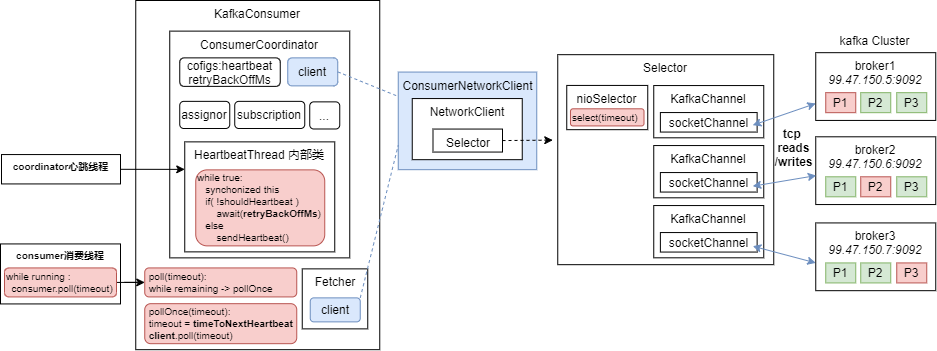 KafkaConsumer
ConsumerCoordinator
cofigs:heartbeat
retryBackOffMs
client
assignor
subscription
...
HeartbeatThread 内部类
while true:
synchonized this
if( !shouldHeartbeat )
await(retryBackOffMs)
else
sendHeartbeat()
coordinator心跳线程
consumer消费线程
while running :
consumer.poll(timeout)
poll(timeout):
while remaining -> pollOnce
pollOnce(timeout):
timeout = timeToNextHeartbeat
client.poll(timeout)
Fetcher
client
ConsumerNetworkClient
NetworkClient
Selector
Selector
nioSelector
select(timeout)
KafkaChannel
socketChannel
KafkaChannel
socketChannel
KafkaChannel
socketChannel
tcp
reads
/writes
kafka Cluster
broker1
99.47.150.5:9092
P1
P2
P3
broker2
99.47.150.6:9092
P1
P2
P3
broker3
99.47.150.7:9092
P1
P2
P3